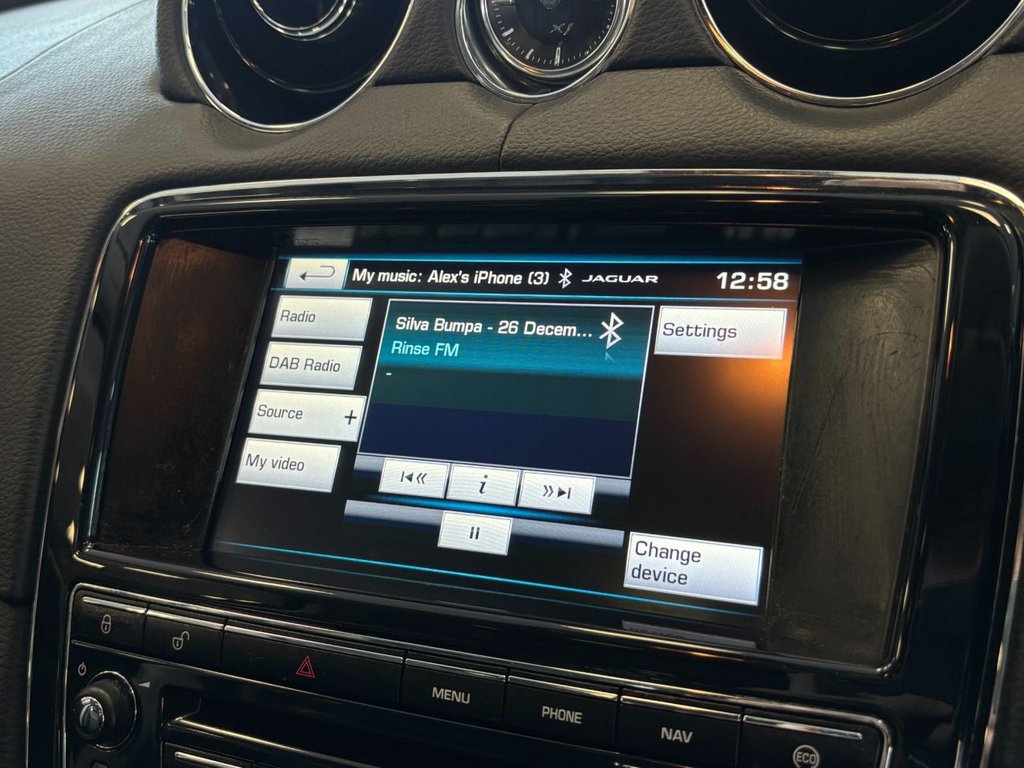 XJ
My music: Alex's iPhone (3) JAGUAR 12:58
Radio
Silva Bumpa - 26 Decem...
Rinse FM
-
Settings
DAB Radio
Source +
My video
i
Change
device
MENU
PHONE
NAV
ECO